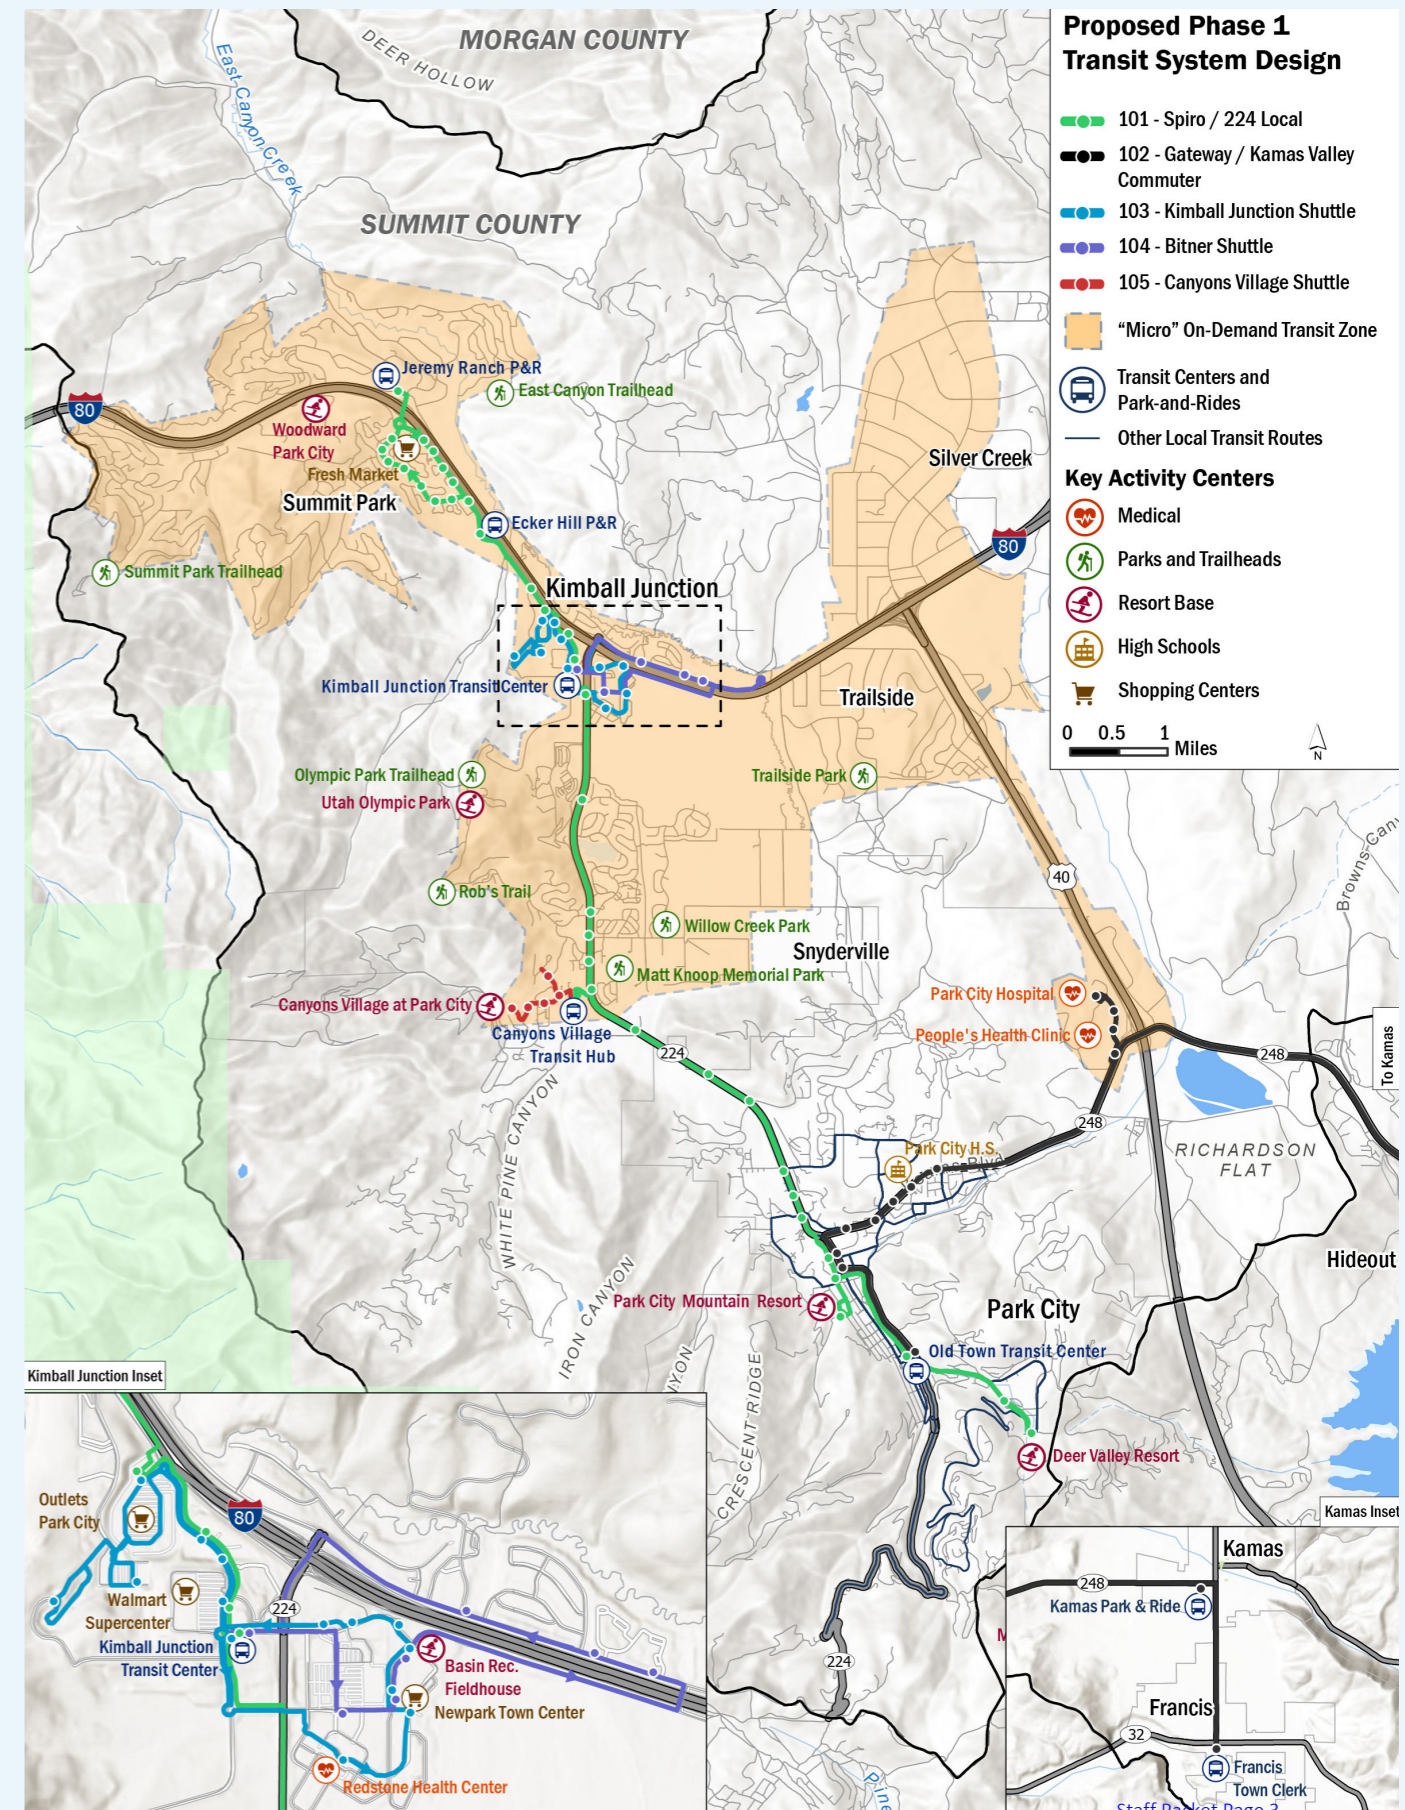 Proposed Phase 1
Transit System Design
101 - Spiro / 224 Local
102 - Gateway / Kamas Valley
Commuter
103 - Kimball Junction Shuttle
104 - Bitner Shuttle
105 - Canyons Village Shuttle
“Micro” On-Demand Transit Zone
Transit Centers and
Park-and-Rides
Other Local Transit Routes
Key Activity Centers
Medical
Parks and Trailheads
Resort Base
High Schools
Shopping Centers
0 0.5 1
Miles
N
MORGAN COUNTY
DEER HOLLOW
East Canyon Creek
SUMMIT COUNTY
Jeremy Ranch P&R
East Canyon Trailhead
80
Woodward
Park City
Fresh Market
Summit Park
Silver Creek
Ecker Hill P&R
80
Summit Park Trailhead
Kimball Junction
Kimball Junction Transit Center
Trailside
Olympic Park Trailhead
Utah Olympic Park
Trailside Park
40
Rob's Trail
Willow Creek Park
Snyderville
Matt Knoop Memorial Park
Canyons Village at Park City
Park City Hospital
People's Health Clinic
Canyons Village
Transit Hub
224
248
To Kamas
248
WHITE PINE CANYON
Park City H.S.
RICHARDSON
FLAT
Hideout
IRON CANYON
Park City Mountain Resort
Park City
Old Town Transit Center
CRESCENT RIDGE
Deer Valley Resort
224
Kimball Junction Inset
Outlets
Park City
80
Walmart
Supercenter
224
Kimball Junction
Transit Center
Basin Rec.
Fieldhouse
Newpark Town Center
Redstone Health Center
Kamas Inset
Kamas
248
Kamas Park & Ride
Francis
32
Francis
Town Clerk
Staff Packet Page 3